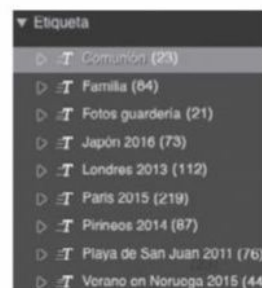 Etiqueta
Comunión (23)
Familia (64)
Fotos guardería (21)
Japón 2016 (73)
Londres 2013 (112)
Paris 2015 (219)
Pirineos 2014 (87)
Playa de San Juan 2011 (76)
Verano en Noruega 2015 (44